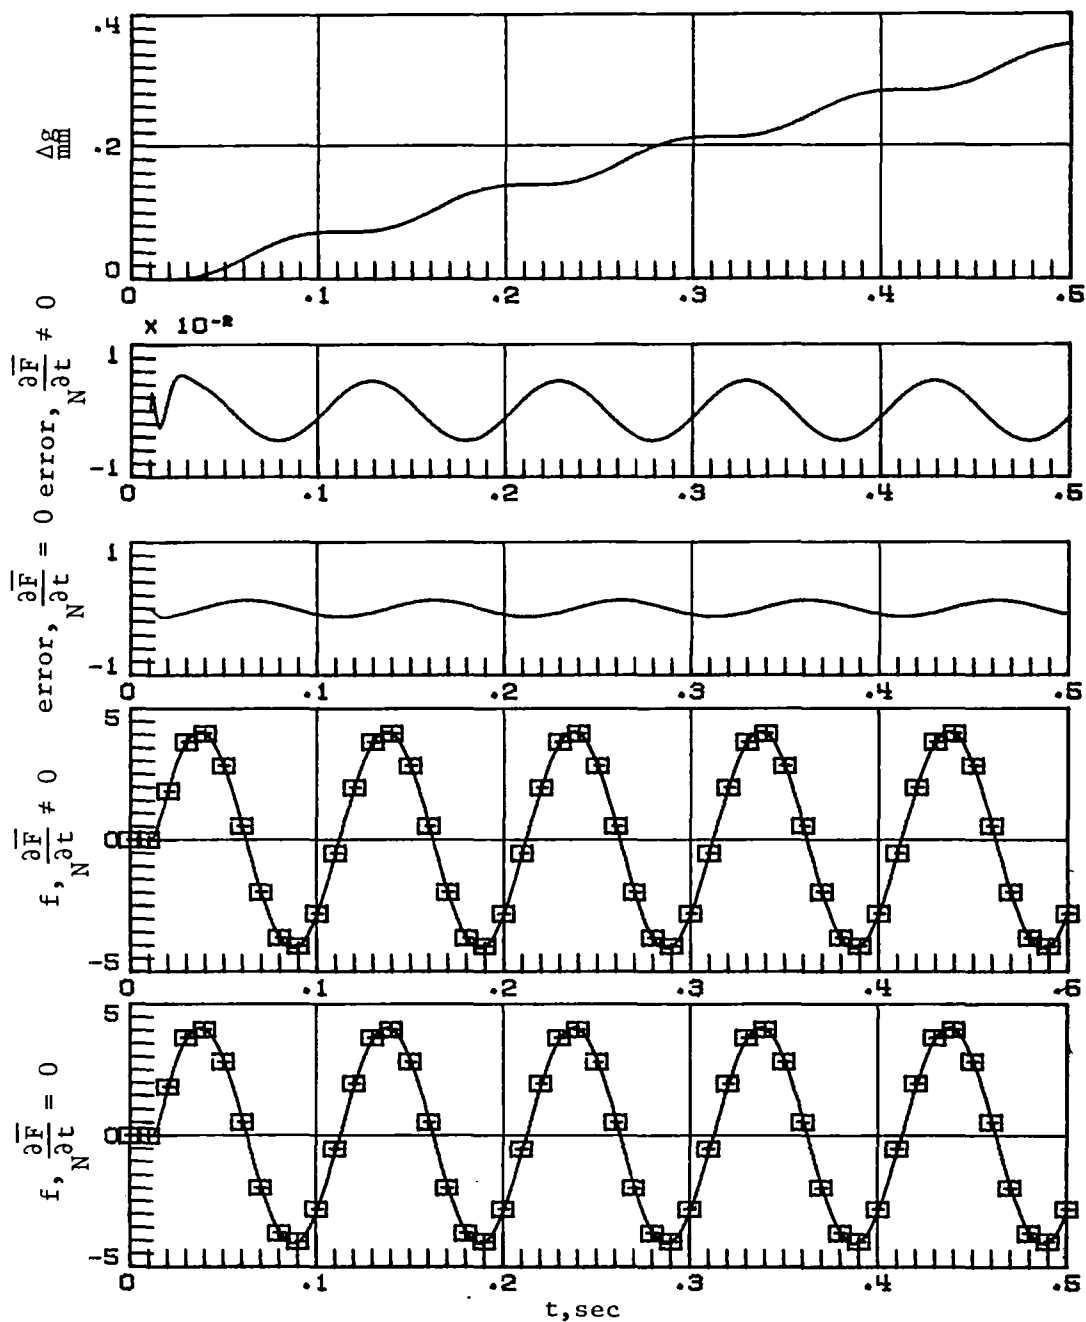 .4
Δg
mm
.2
0
0 .1 .2 .3 .4 .5
X 10⁻²
error, ∂F̅/∂t ≠ 0
N
1
-1
0 .1 .2 .3 .4 .5
error, ∂F̅/∂t = 0
N
1
-1
0 .1 .2 .3 .4 .5
f, ∂F̅/∂t ≠ 0
N
5
0
-5
0 .1 .2 .3 .4 .5
f, ∂F̅/∂t = 0
N
5
0
-5
0 .1 .2 .3 .4 .5
t,sec